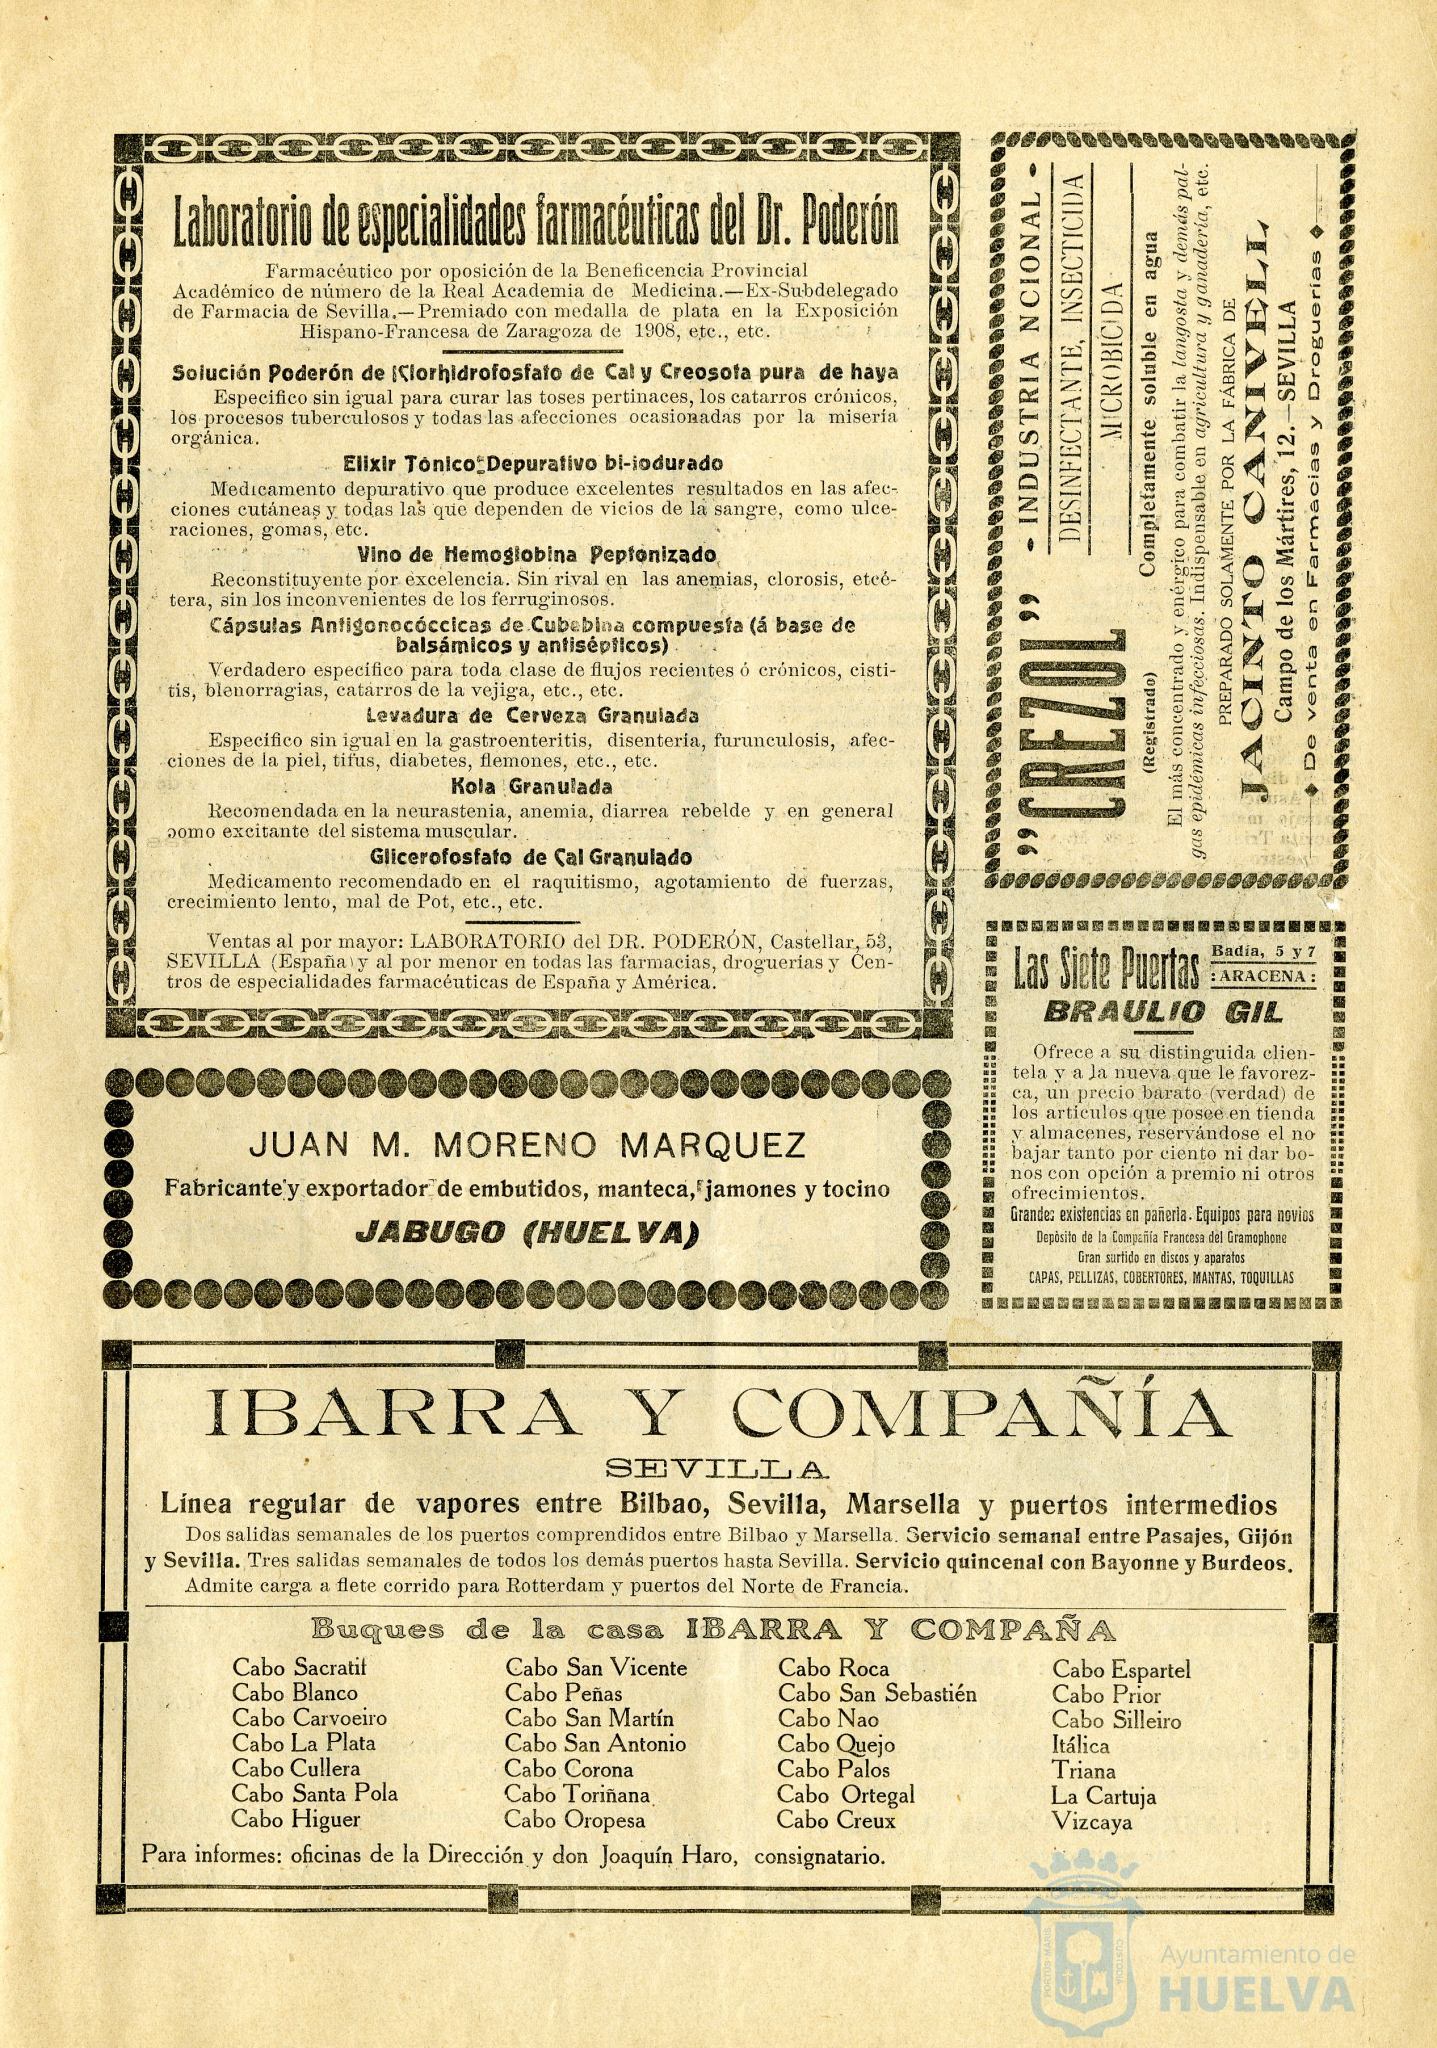 Laboratorio de especialidades farmacéuticas del Dr. Poderón
Farmacéutico por oposición de la Beneficencia Provincial
Académico de número de la Real Academia de Medicina.—Ex-Subdelegado
de Farmacia de Sevilla.—Premiado con medalla de plata en la Exposición
Hispano-Francesa de Zaragoza de 1908, etc., etc.
Solución Poderón de Clorhidrofosfato de Cal y Creosota pura de haya
Especifico sin igual para curar las toses pertinaces, los catarros crónicos,
los procesos tuberculosos y todas las afecciones ocasionadas por la miseria
orgánica.
Elixir Tónico Depurativo bi-iodurado
Medicamento depurativo que produce excelentes resultados en las afec-
ciones cutáneas y todas las que dependen de vicios de la sangre, como ulce-
raciones, gomas, etc.
Vino de Hemoglobina Peptonizado
Reconstituyente por excelencia. Sin rival en las anemias, clorosis, etcé-
tera, sin los inconvenientes de los ferruginosos.
Cápsulas Antigonocóccicas de Cubebina compuesta (á base de
balsámicos y antisépticos)
Verdadero específico para toda clase de flujos recientes ó crónicos, cisti-
tis, blenorragias, catarros de la vejiga, etc., etc.
Levadura de Cerveza Granulada
Específico sin igual en la gastroenteritis, disentería, furunculosis, afec-
ciones de la piel, tifus, diabetes, flemones, etc., etc.
Kola Granulada
Recomendada en la neurastenia, anemia, diarrea rebelde y en general
como excitante del sistema muscular.
Glicerofosfato de Cal Granulado
Medicamento recomendado en el raquitismo, agotamiento de fuerzas,
crecimiento lento, mal de Pot, etc., etc.
Ventas al por mayor: LABORATORIO del DR. PODERÓN, Castellar, 53,
SEVILLA (España) y al por menor en todas las farmacias, droguerías y Cen-
tros de especialidades farmacéuticas de España y América.
"CREZOL" - INDUSTRIA NCIONAL -
DESINFECTANTE, INSECTICIDA
MICROBÍCIDA
(Registrado) Completamente soluble en agua
El más concentrado y enérgico para combatir la langosta y demás pal-
gas epidémicas infeciosas. Indispensable en agricultura y ganadería, etc.
PREPARADO SOLAMENTE POR LA FÁBRICA DE
JACINTO CANIVELL
Campo de los Mártires, 12.—SEVILLA
◆ De venta en Farmacias y Droguerías ◆
Las Siete Puertas Badía, 5 y 7
: ARACENA :
BRAULIO GIL
Ofrece a su distinguida clien-
tela y a la nueva que le favorez-
ca, un precio barato (verdad) de
los artículos que posee en tienda
y almacenes, reservándose el no
bajar tanto por ciento ni dar bo-
nos con opción a premio ni otros
ofrecimientos.
Grandes existencias en pañería. Equipos para novios
Depósito de la Compañía Francesa del Gramophone
Gran surtido en discos y aparatos
CAPAS, PELLIZAS, COBERTORES, MANTAS, TOQUILLAS
JUAN M. MORENO MARQUEZ
Fabricante y exportador de embutidos, manteca, jamones y tocino
JABUGO (HUELVA)
IBARRA Y COMPAÑÍA
SEVILLA
Línea regular de vapores entre Bilbao, Sevilla, Marsella y puertos intermedios
Dos salidas semanales de los puertos comprendidos entre Bilbao y Marsella. Servicio semanal entre Pasajes, Gijón
y Sevilla. Tres salidas semanales de todos los demás puertos hasta Sevilla. Servicio quincenal con Bayonne y Burdeos.
Admite carga a flete corrido para Rotterdam y puertos del Norte de Francia.
Buques de la casa IBARRA Y COMPAÑA
Cabo Sacratif
Cabo Blanco
Cabo Carvoeiro
Cabo La Plata
Cabo Cullera
Cabo Santa Pola
Cabo Higuer
Cabo San Vicente
Cabo Peñas
Cabo San Martín
Cabo San Antonio
Cabo Corona
Cabo Toriñana
Cabo Oropesa
Cabo Roca
Cabo San Sebastién
Cabo Nao
Cabo Quejo
Cabo Palos
Cabo Ortegal
Cabo Creux
Cabo Espartel
Cabo Prior
Cabo Silleiro
Itálica
Triana
La Cartuja
Vizcaya
Para informes: oficinas de la Dirección y don Joaquín Haro, consignatario.
PORTUS MARIS
CUSTODIA
Ayuntamiento de
HUELVA